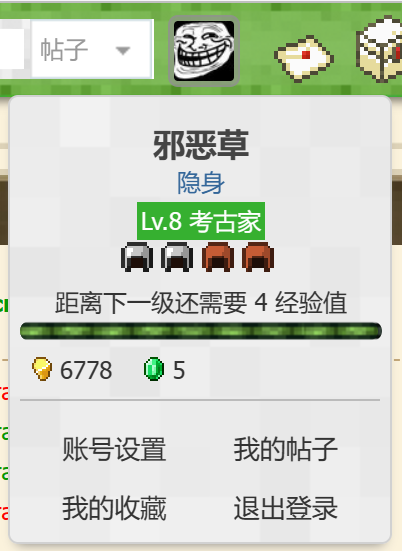 帖子
邪恶草
隐身
Lv.8 考古家
距离下一级还需要 4 经验值
6778 5
账号设置 我的帖子
我的收藏 退出登录